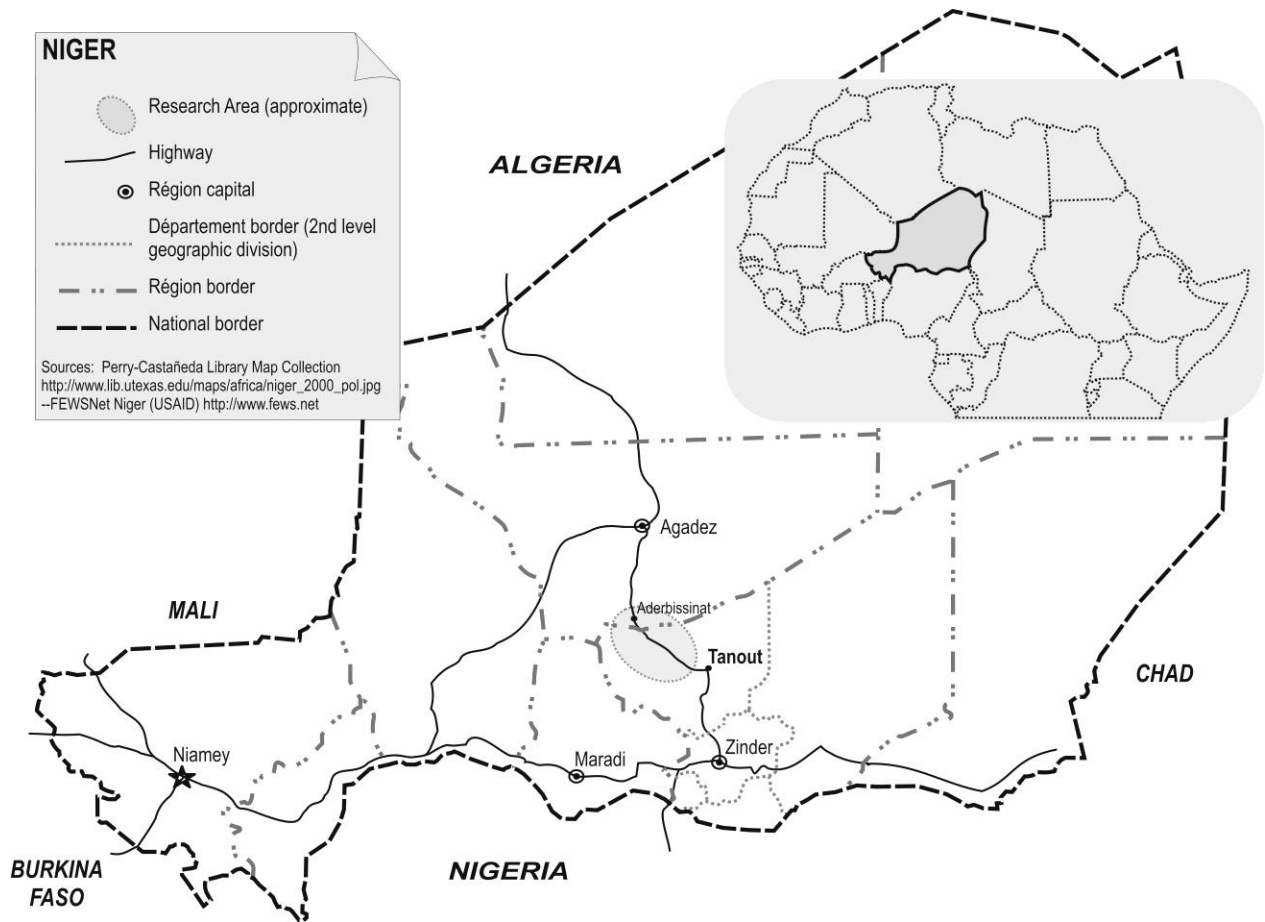 NIGER
Research Area (approximate)
Highway
Région capital
Département border (2nd level
geographic division)
Région border
National border
Sources: Perry-Castañeda Library Map Collection
http://www.lib.utexas.edu/maps/africa/niger_2000_pol.jpg
--FEWSNet Niger (USAID) http://www.fews.net
ALGERIA
Agadez
Aderbissinat
MALI
Tanout
CHAD
Niamey
Maradi
Zinder
BURKINA
FASO
NIGERIA